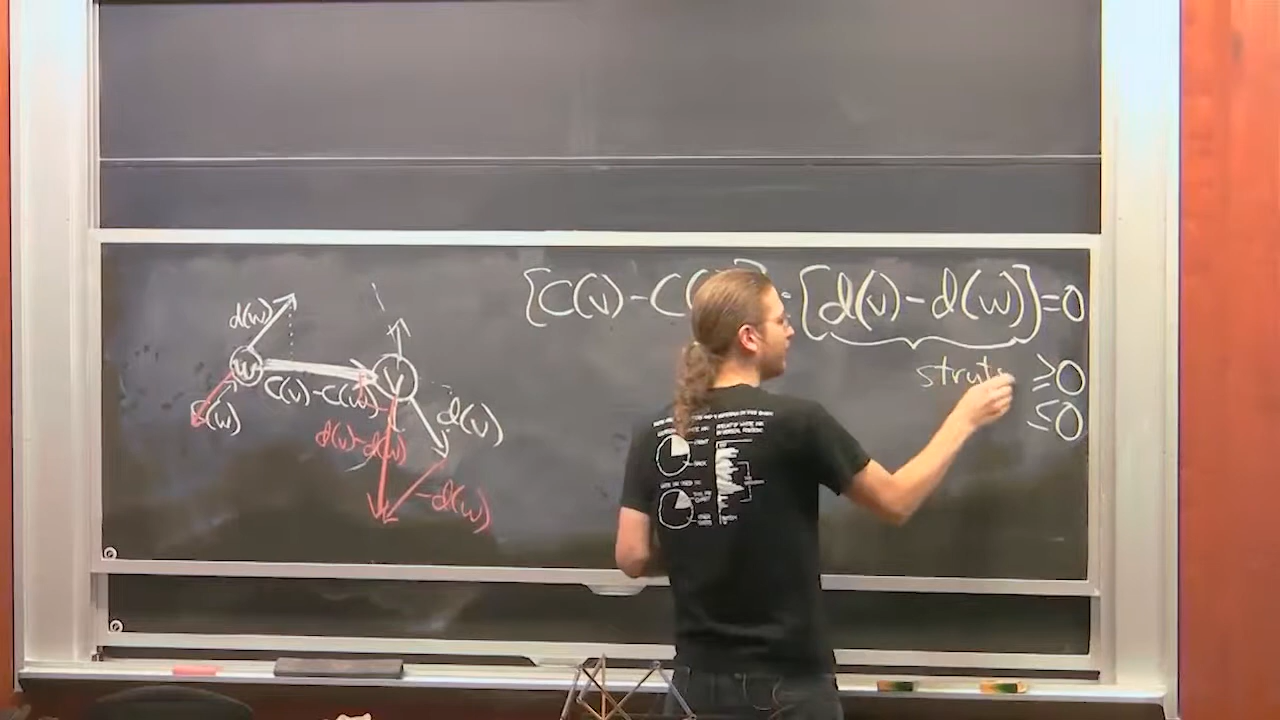 [C(v)-C( ]·[d(v)-d(w)]=0
struts ≥0
≤0
d(w)
w
v
C(v)-C(w)
C(w)
d(v)
d(v)-d(w)
-d(w)